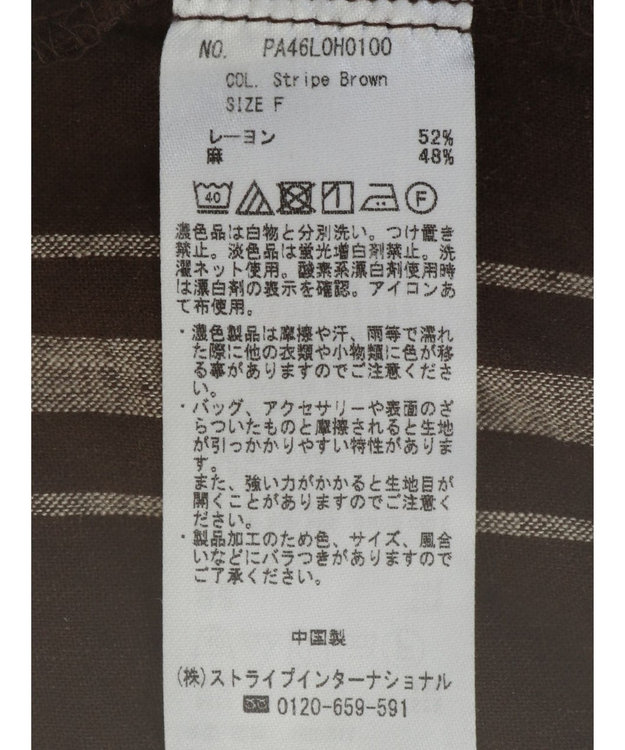 NO. PA46L0H0100
COL. Stripe Brown
SIZE F
レーヨン 52%
麻 48%
40 F
濃色品は白物と分別洗い。つけ置き
禁止。淡色品は蛍光増白剤禁止。洗
濯ネット使用。酸素系漂白剤使用時
は漂白剤の表示を確認。アイロンあ
て布使用。
・濃色製品は摩擦や汗、雨等で濡れ
た際に他の衣類や小物類に色が移
る事がありますのでご注意くださ
い。
・バッグ、アクセサリーや表面のざ
らついたものと摩擦されると生地
が引っかかりやすい特性がありま
す。
また、強い力がかかると生地目が
開くことがありますのでご注意く
ださい。
・製品加工のため色、サイズ、風合
いなどにバラつきがありますので
ご了承ください。
中国製
(株)ストライプインターナショナル
0120-659-591